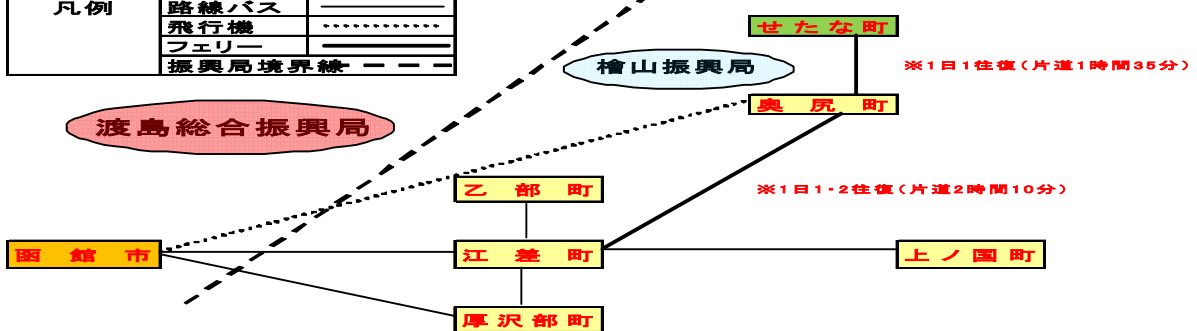 凡例
路線バス
飛行機
フェリー
振興局境界線
せたな町
檜山振興局
※1日1往復(片道1時間35分)
奥尻町
渡島総合振興局
乙部町
※1日1・2往復(片道2時間10分)
函館市
江差町
上ノ国町
厚沢部町